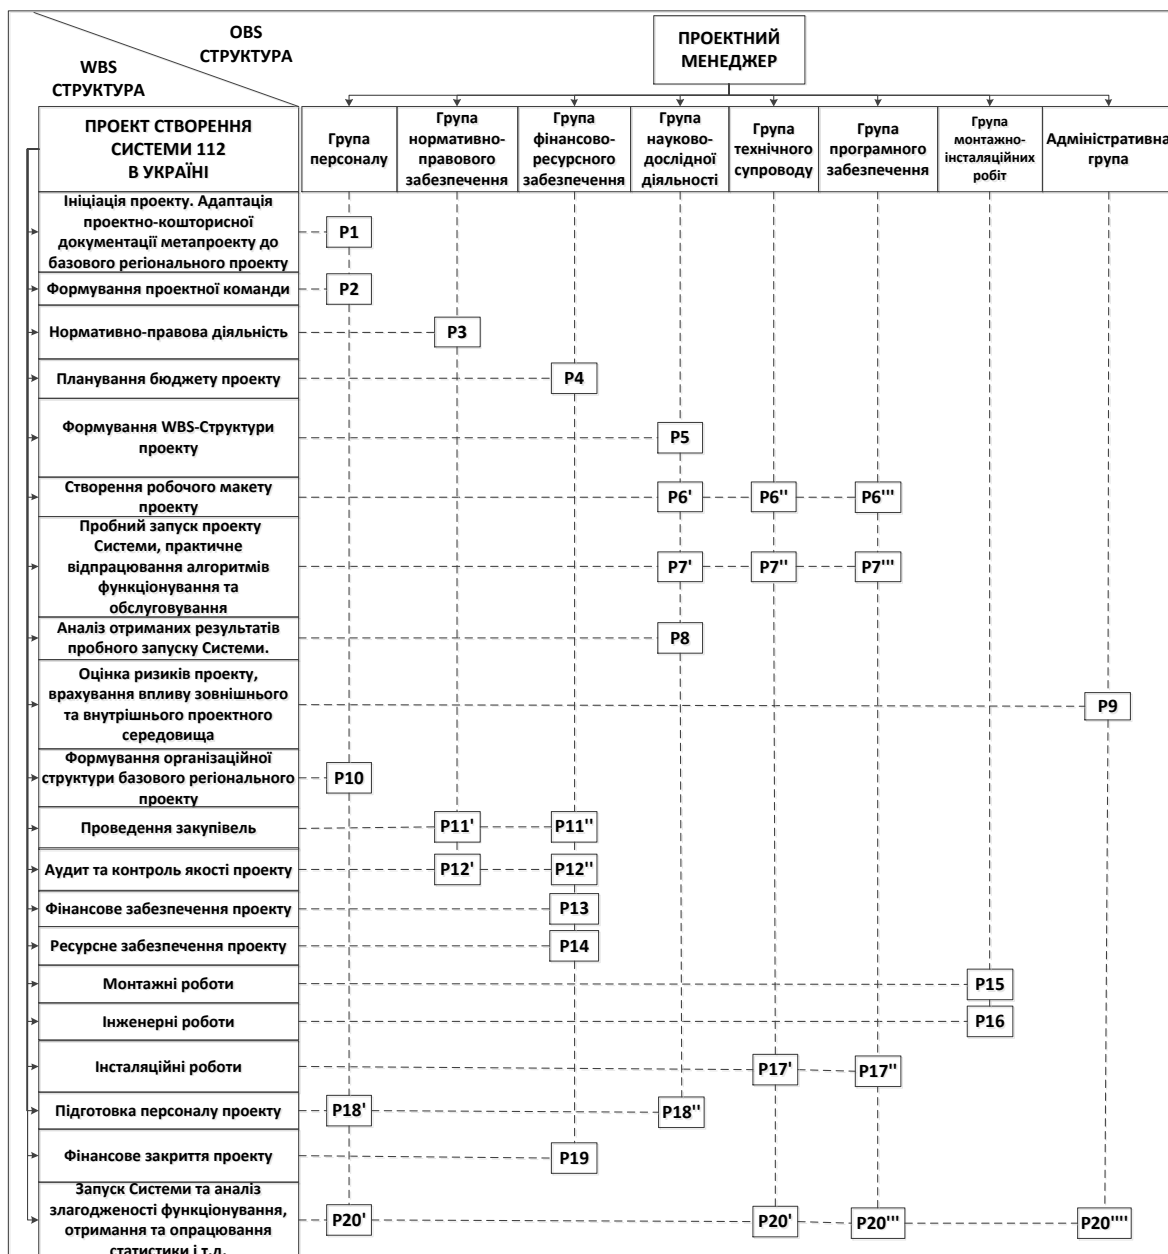 OBS
СТРУКТУРА
WBS
СТРУКТУРА
ПРОЕКТНИЙ
МЕНЕДЖЕР
ПРОЕКТ СТВОРЕННЯ
СИСТЕМИ 112
В УКРАЇНІ
Група
персоналу
Група
нормативно-
правового
забезпечення
Група
фінансово-
ресурсного
забезпечення
Група
науково-
дослідної
діяльності
Група
технічного
супроводу
Група
програмного
забезпечення
Група
монтажно-
інсталяційних
робіт
Адміністративна
група
Ініціація проекту. Адаптація
проектно-кошторисної
документації метапроекту до
базового регіонального проекту
P1
Формування проектної команди
P2
Нормативно-правова діяльність
P3
Планування бюджету проекту
P4
Формування WBS-Структури
проекту
P5
Створення робочого макету
проекту
P6' P6'' P6'''
Пробний запуск проекту
Системи, практичне
відпрацювання алгоритмів
функціонування та
обслуговування
P7' P7'' P7'''
Аналіз отриманих результатів
пробного запуску Системи.
P8
Оцінка ризиків проекту,
врахування впливу зовнішнього
та внутрішнього проектного
середовища
P9
Формування організаційної
структури базового регіонального
проекту
P10
Проведення закупівель
P11' P11''
Аудит та контроль якості проекту
P12' P12''
Фінансове забезпечення проекту
P13
Ресурсне забезпечення проекту
P14
Монтажні роботи
P15
Інженерні роботи
P16
Інсталяційні роботи
P17' P17''
Підготовка персоналу проекту
P18' P18''
Фінансове закриття проекту
P19
Запуск Системи та аналіз
злагодженості функціонування,
отримання та опрацювання
статистики і т.д.
P20' P20' P20''' P20''''